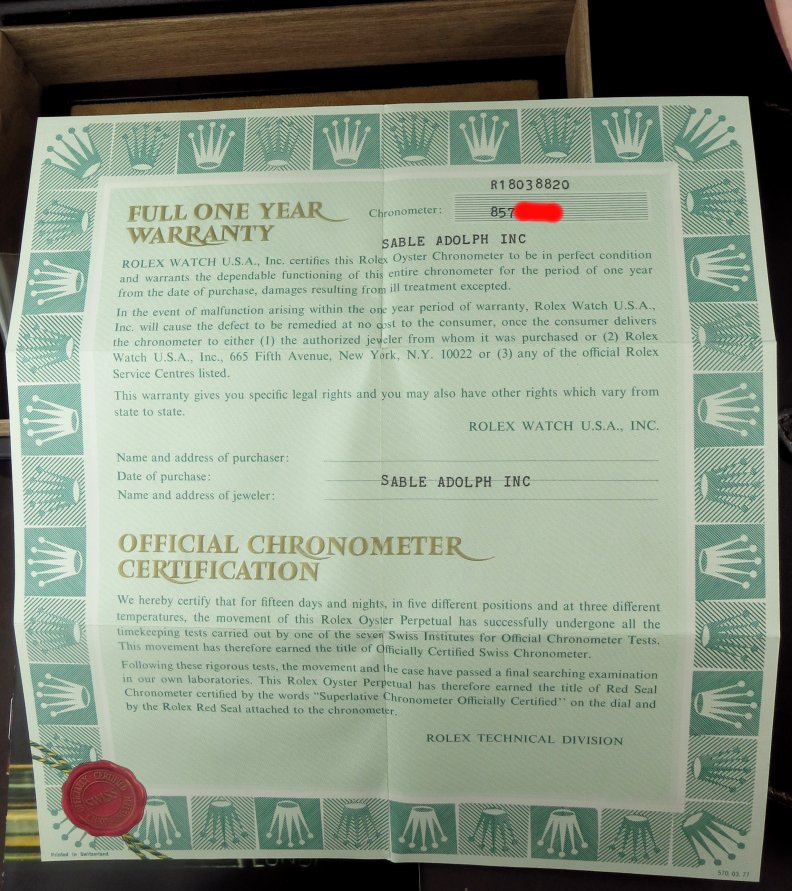 R18038820
FULL ONE YEAR
Chronometer:
857
WARRANTY
SABLE ADOLPH INC
ROLEX WATCH U.S.A., Inc. certifies this Rolex Oyster Chronometer to be in perfect condition
and warrants the dependable functioning of this entire chronometer for the period of one year
from the date of purchase, damages resulting from ill treatment excepted.
In the event of malfunction arising within the one year period of warranty, Rolex Watch U.S.A.,
Inc. will cause the defect to be remedied at no cost to the consumer, once the consumer delivers
the chronometer to either (1) the authorized jeweler from whom it was purchased or (2) Rolex
Watch U.S.A., Inc., 665 Fifth Avenue, New York, N.Y. 10022 or (3) any of the official Rolex
Service Centres listed.
This warranty gives you specific legal rights and you may also have other rights which vary from
state to state.
ROLEX WATCH U.S.A., INC.
Name and address of purchaser:
Date of purchase:
SABLE ADOLPH INC
Name and address of jeweler:
OFFICIAL CHRONOMETER
CERTIFICATION
We hereby certify that for fifteen days and nights, in five different positions and at three different
temperatures, the movement of this Rolex Oyster Perpetual has successfully undergone all the
timekeeping tests carried out by one of the seven Swiss Institutes for Official Chronometer Tests.
This movement has therefore earned the title of Officially Certified Swiss Chronometer.
Following these rigorous tests, the movement and the case have passed a final searching examination
in our own laboratories. This Rolex Oyster Perpetual has therefore earned the title of Red Seal
Chronometer certified by the words "Superlative Chronometer Officially Certified" on the dial and
by the Rolex Red Seal attached to the chronometer.
ROLEX TECHNICAL DIVISION
Printed in Switzerland
570.03.77